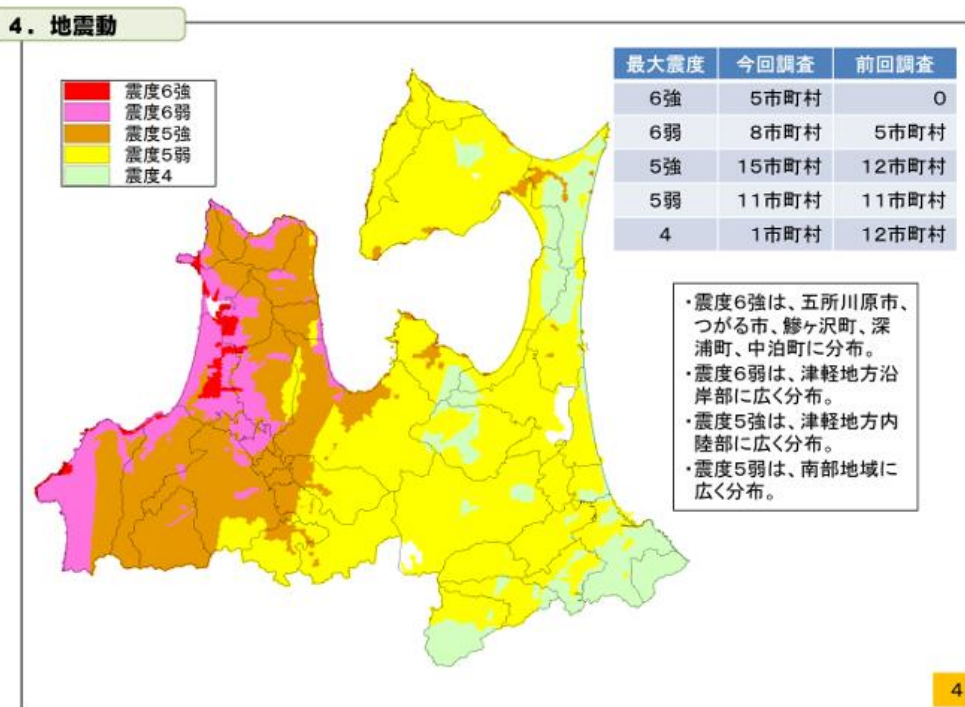 4．地震動
震度6強
震度6弱
震度5強
震度5弱
震度4
最大震度 今回調査 前回調査
6強 5市町村 0
6弱 8市町村 5市町村
5強 15市町村 12市町村
5弱 11市町村 11市町村
4 1市町村 12市町村
・震度6強は、五所川原市、
つがる市、鰺ヶ沢町、深
浦町、中泊町に分布。
・震度6弱は、津軽地方沿
岸部に広く分布。
・震度5強は、津軽地方内
陸部に広く分布。
・震度5弱は、南部地域に
広く分布。
4